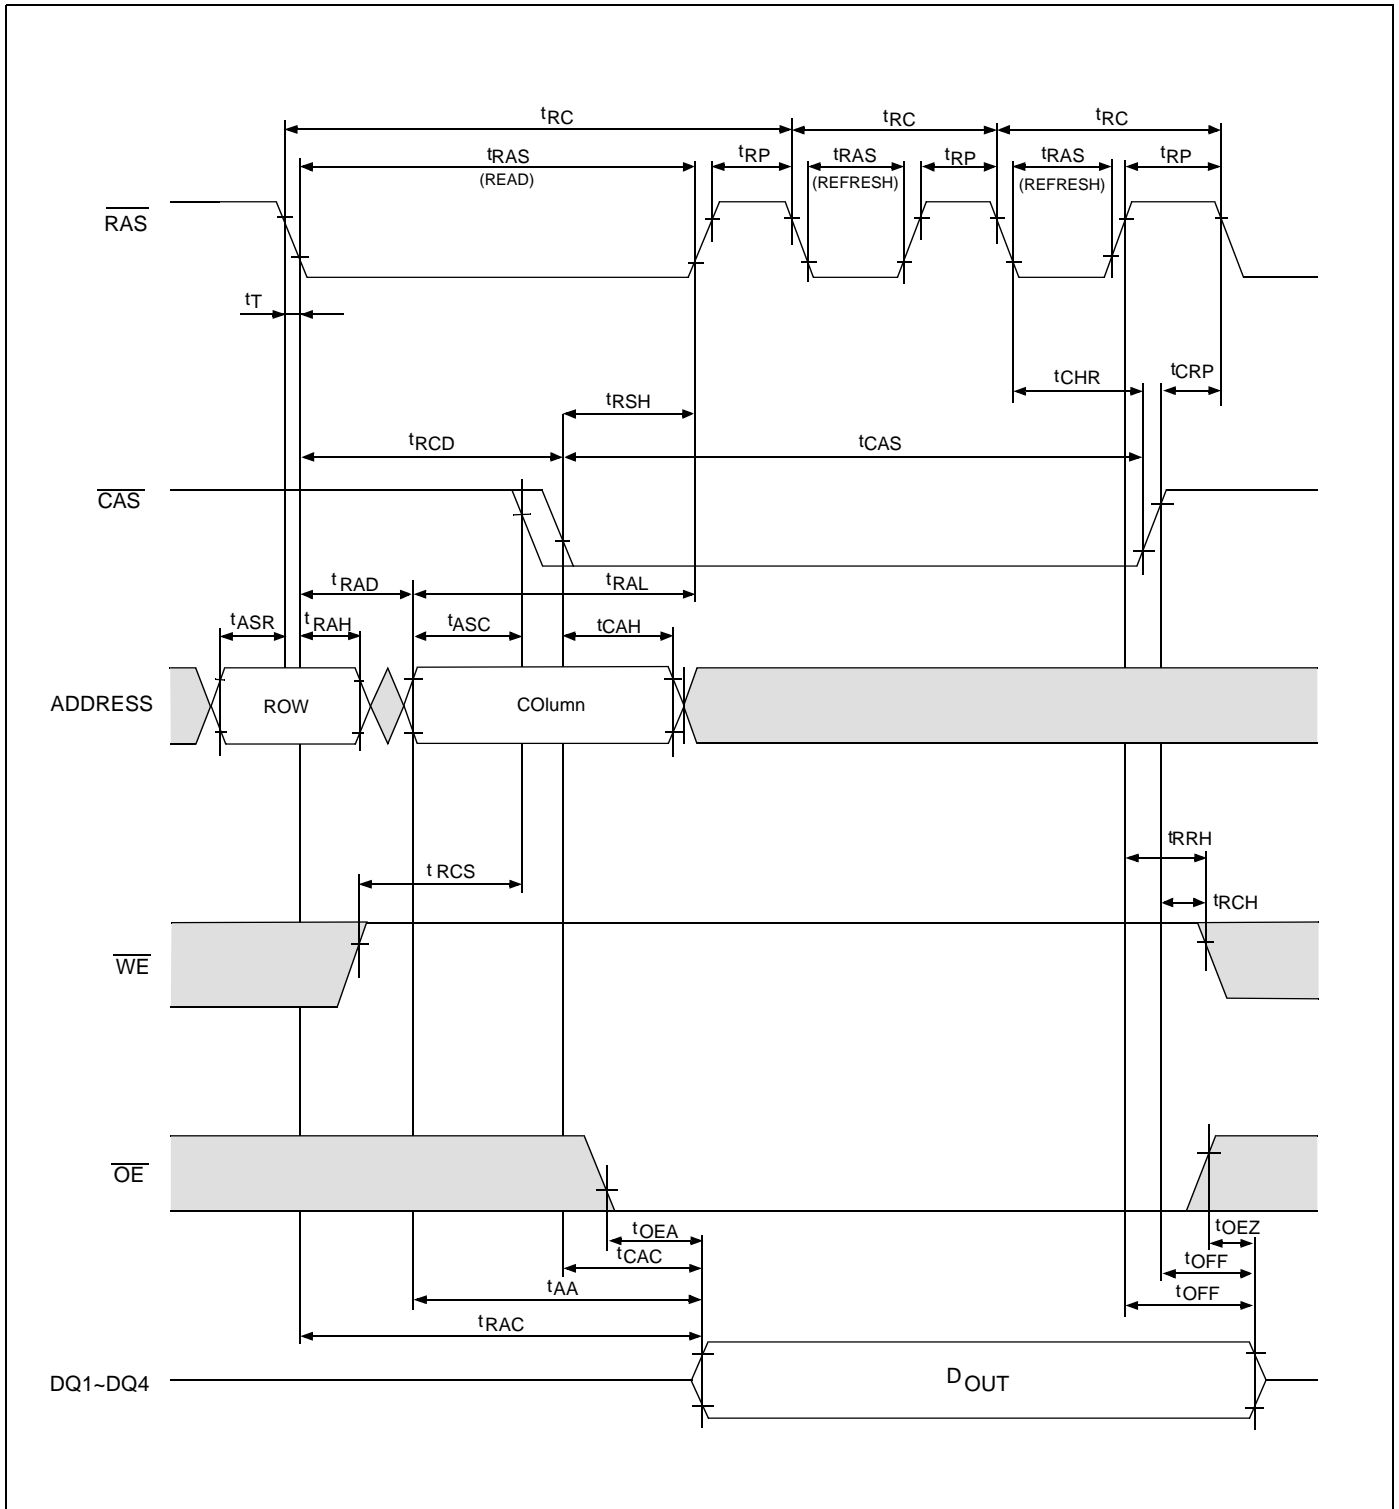 tRC tRC tRC
tRAS tRP tRAS tRP tRAS tRP
(READ) (REFRESH) (REFRESH)
RAS
tT
tCHR tCRP
tRSH
tRCD tCAS
CAS
tRAD tRAL
tASR tRAH tASC tCAH
ADDRESS ROW COlumn
tRRH
tRCS
tRCH
WE
OE
tOEA tOEZ
tCAC tOFF
tAA tOFF
tRAC
DQ1~DQ4 DOUT